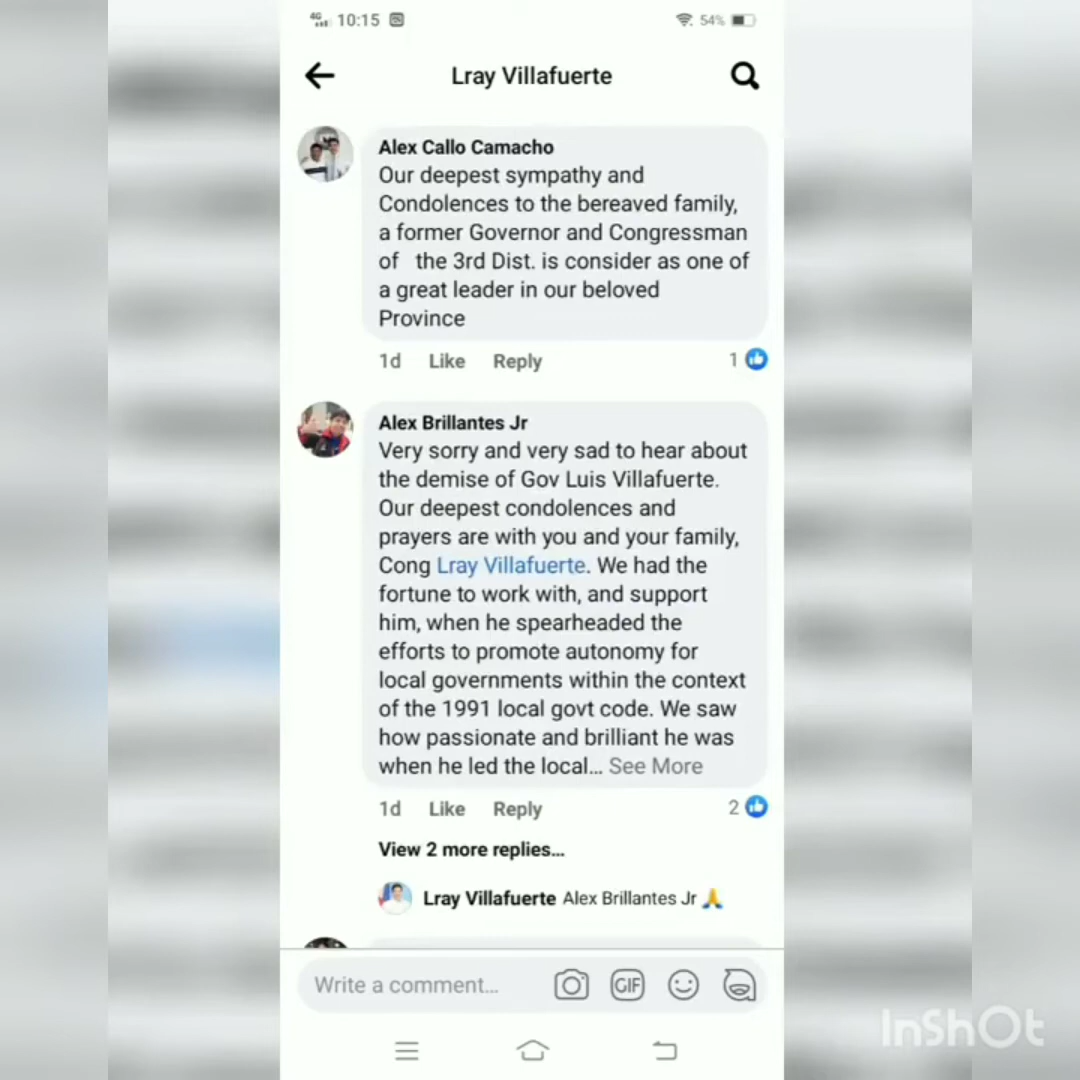 4G 10:15 54%
Lray Villafuerte
Alex Callo Camacho
Our deepest sympathy and
Condolences to the bereaved family,
a former Governor and Congressman
of the 3rd Dist. is consider as one of
a great leader in our beloved
Province
1d Like Reply 1
Alex Brillantes Jr
Very sorry and very sad to hear about
the demise of Gov Luis Villafuerte.
Our deepest condolences and
prayers are with you and your family,
Cong Lray Villafuerte. We had the
fortune to work with, and support
him, when he spearheaded the
efforts to promote autonomy for
local governments within the context
of the 1991 local govt code. We saw
how passionate and brilliant he was
when he led the local... See More
1d Like Reply 2
View 2 more replies...
Lray Villafuerte Alex Brillantes Jr 🙏
Write a comment... GIF
InShOt